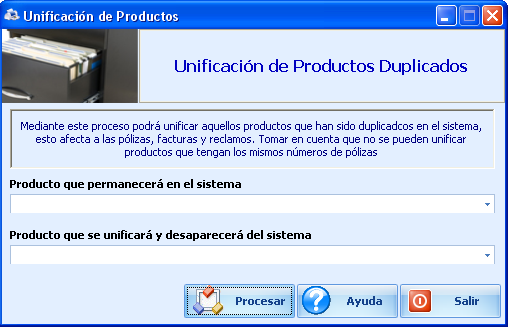 Unificación de Productos
Unificación de Productos Duplicados
Mediante este proceso podrá unificar aquellos productos que han sido duplicadcos en el sistema,
esto afecta a las pólizas, facturas y reclamos. Tomar en cuenta que no se pueden unificar
productos que tengan los mismos números de pólizas
Producto que permanecerá en el sistema
Producto que se unificará y desaparecerá del sistema
Procesar
Ayuda
Salir